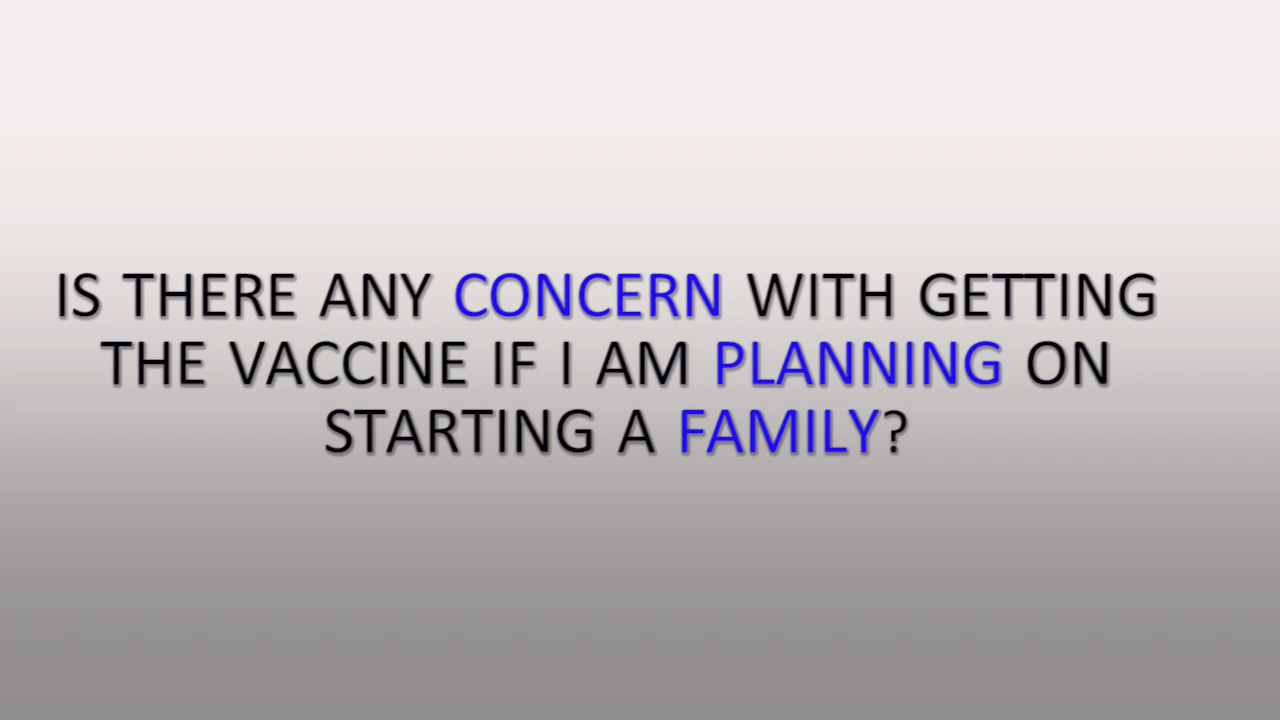 IS THERE ANY CONCERN WITH GETTING
THE VACCINE IF I AM PLANNING ON
STARTING A FAMILY?